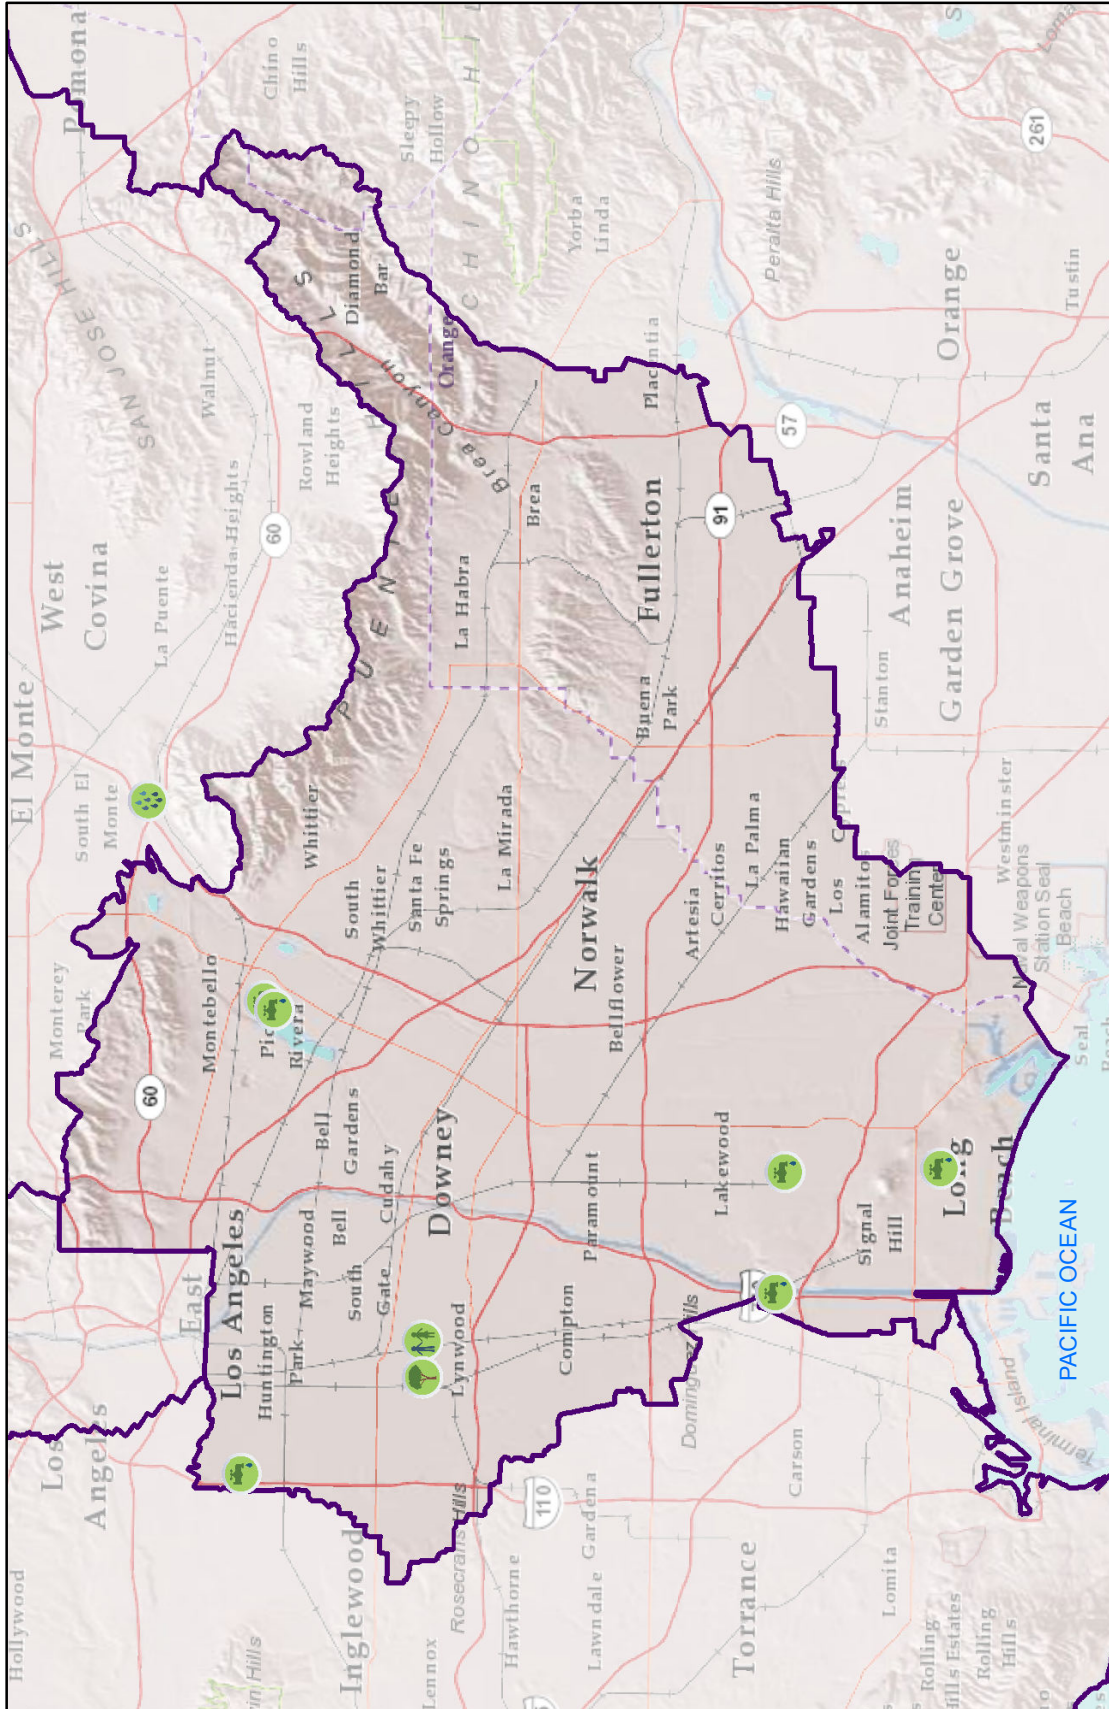 Hollywood
Los
Angeles
East
Los Angeles
Monterey
Park
El Monte
South El
Monte
West
Covina
La Puente
Hacienda Heights
60
SAN JOSE HILLS
Walnut
Rowland
Heights
Pomona
Chino
Hills
60
Montebello
Pico
Rivera
Whittier
PUENTE HILLS
Diamond
Bar
Sleepy
Hollow
CHINO HIL
Inglewood
Lennox
Huntington
Park
Maywood
Bell
Bell
Gardens
Cudahy
South
Gate
Downey
South
Whittier
Santa Fe
Springs
La Habra
Brea Canyon
Orange
Brea
Yorba
Linda
Rosecrans Hills
Hawthorne
Lawndale
Gardena
110
Lynwood
Compton
Paramount
Norwalk
Bellflower
La Mirada
Buena
Park
Fullerton
Placentia
Peralta Hills
261
Torrance
Carson
Dominguez Hills
Lakewood
Artesia
Cerritos
La Palma
Hawaiian
Gardens
91
57
Anaheim
Orange
Lomita
Rolling
Hills Estates
Rolling
Hills
Signal
Hill
Long
Beach
Los
Alamitos
Cypress
Joint Forces
Training
Center
Stanton
Garden Grove
Santa
Ana
Tustin
Terminal Island
PACIFIC OCEAN
Seal
Naval Weapons
Station Seal
Beach
Westminster